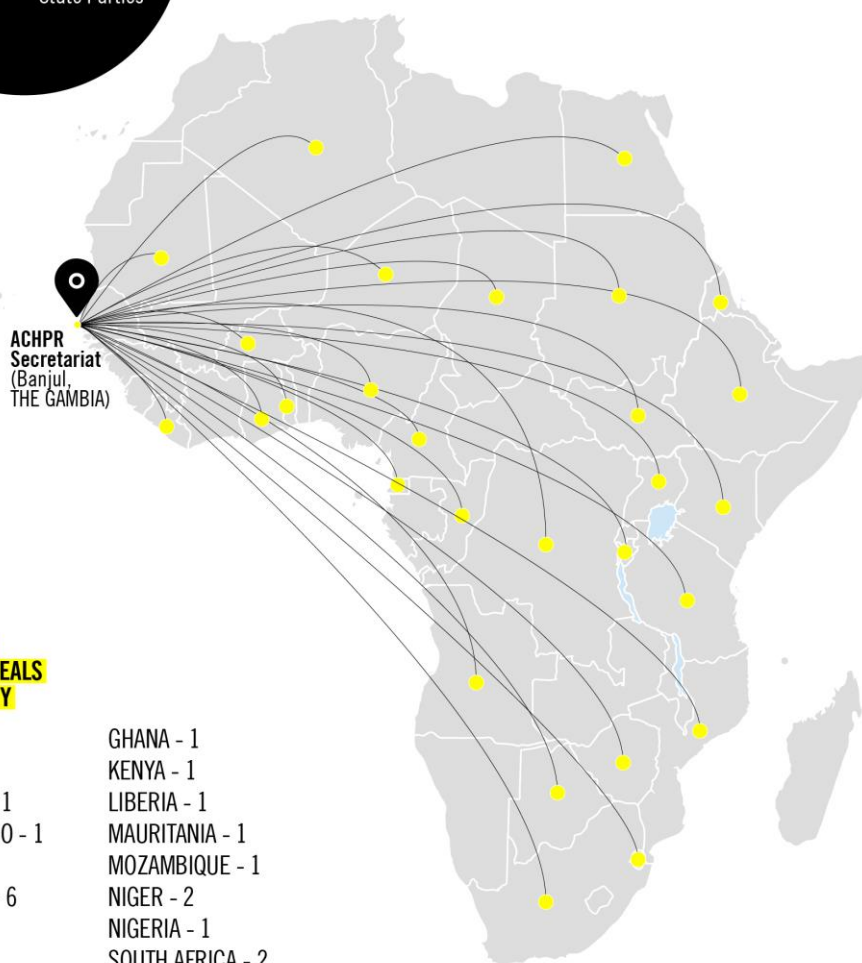 State Parties
ACHPR
Secretariat
(Banjul,
THE GAMBIA)
EALS
Y
1
O - 1
6
GHANA - 1
KENYA - 1
LIBERIA - 1
MAURITANIA - 1
MOZAMBIQUE - 1
NIGER - 2
NIGERIA - 1
SOUTH AFRICA - 2